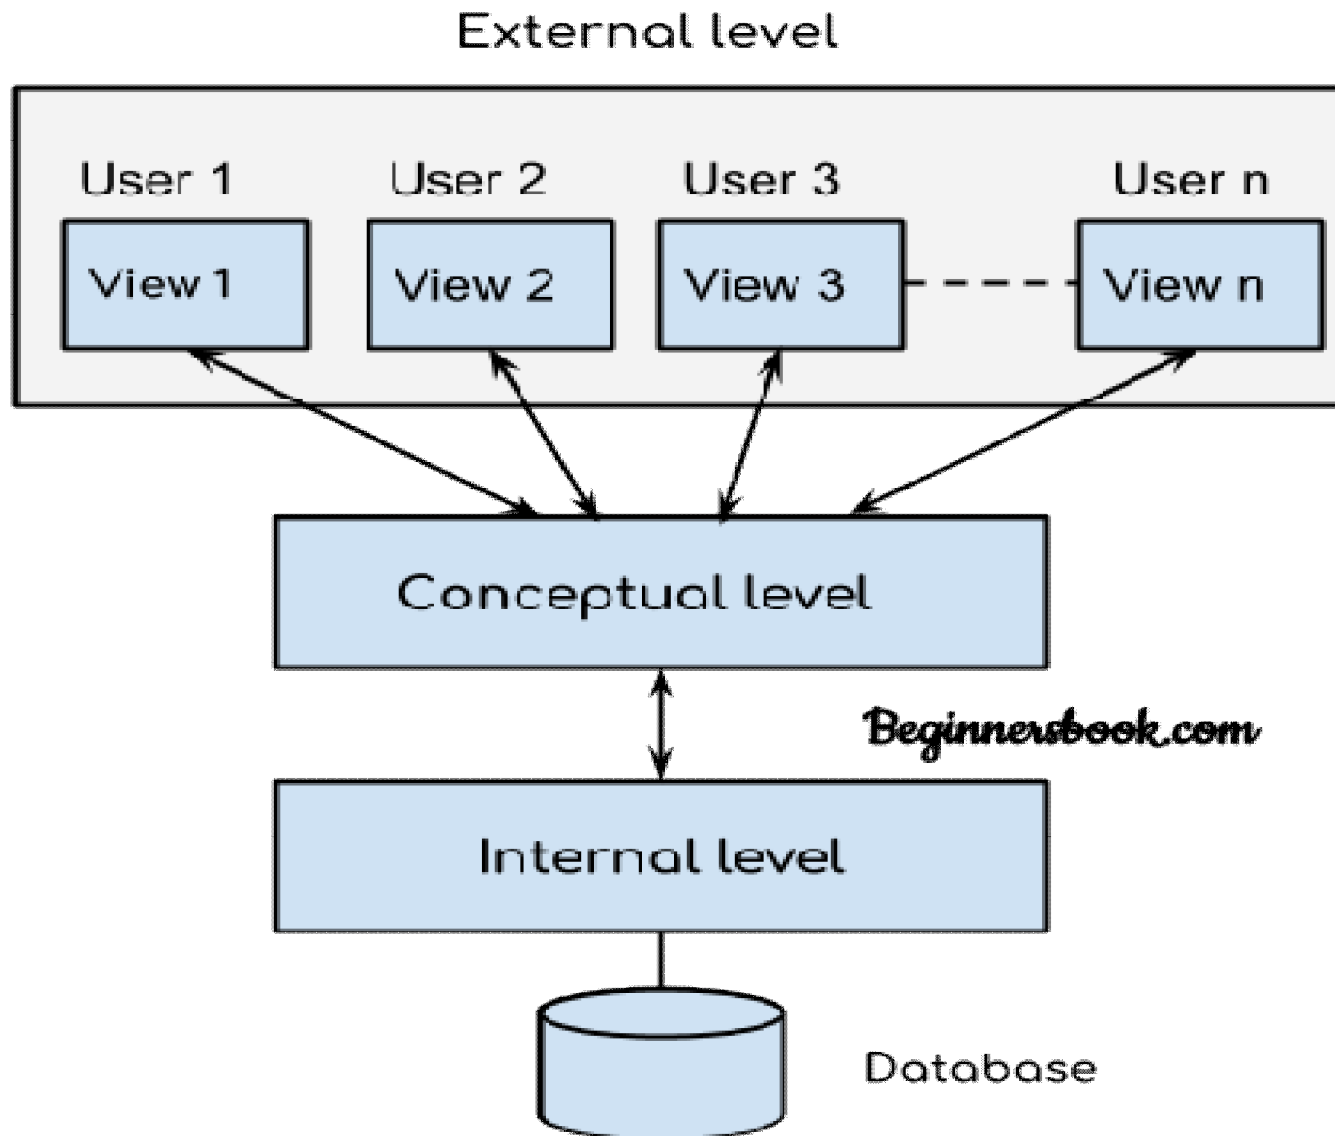 External level
User 1 User 2 User 3 User n
View 1 View 2 View 3 View n
Conceptual level
Beginnersbook.com
Internal level
Database